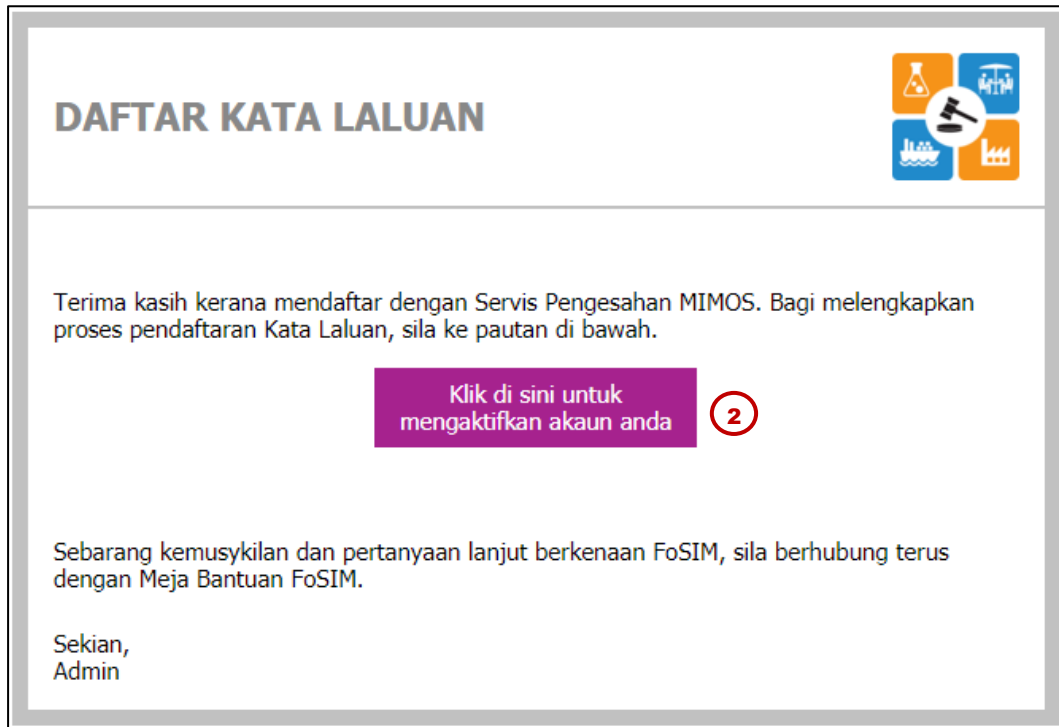 DAFTAR KATA LALUAN
Terima kasih kerana mendaftar dengan Servis Pengesahan MIMOS. Bagi melengkapkan
proses pendaftaran Kata Laluan, sila ke pautan di bawah.
Klik di sini untuk
mengaktifkan akaun anda
2
Sebarang kemusykilan dan pertanyaan lanjut berkenaan FoSIM, sila berhubung terus
dengan Meja Bantuan FoSIM.
Sekian,
Admin